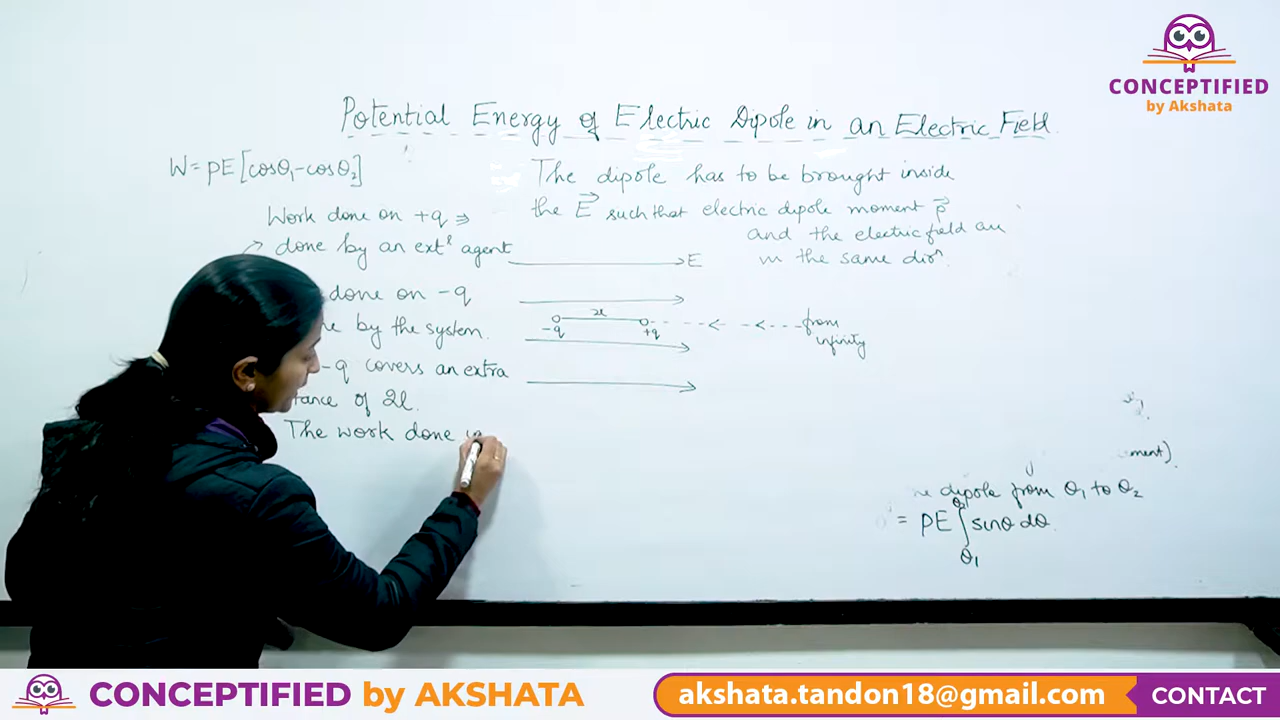 CONCEPTIFIED
by Akshata
Potential Energy of Electric Dipole in an Electric Field
W = PE[cosθ₁-cosθ₂]
Work done on +q ⇒
done by an extˡ agent
done on -q
by the system.
-q covers an extra
of 2l.
The work done
The dipole has to be brought inside
the E⃗ such that electric dipole moment p⃗
and the electric field are
in the same dirⁿ.
E
2l
-q
+q
from
infinity
ment).
dipole from θ₁ to θ₂
= PE ∫ sinθ dθ
θ₁
CONCEPTIFIED by AKSHATA
akshata.tandon18@gmail.com
CONTACT